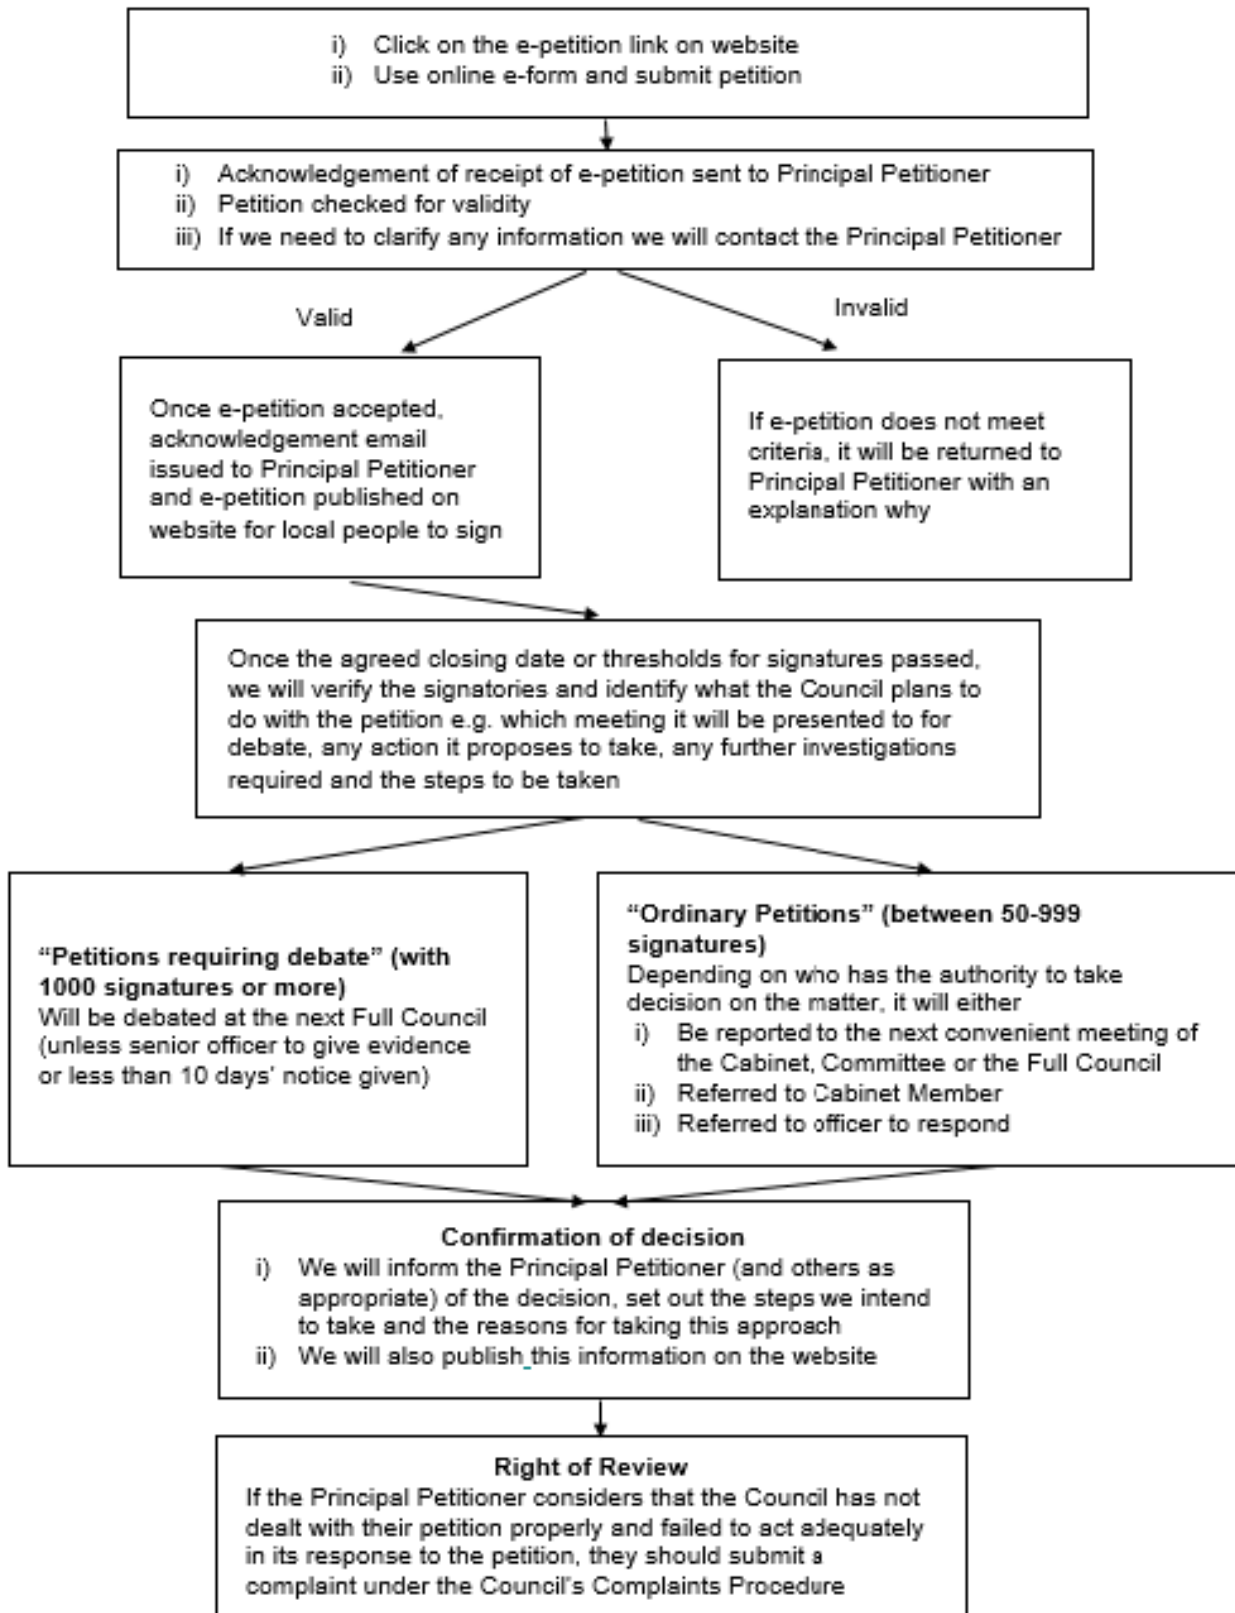 i) Click on the e-petition link on website
ii) Use online e-form and submit petition
i) Acknowledgement of receipt of e-petition sent to Principal Petitioner
ii) Petition checked for validity
iii) If we need to clarify any information we will contact the Principal Petitioner
Valid
Invalid
Once e-petition accepted,
acknowledgement email
issued to Principal Petitioner
and e-petition published on
website for local people to sign
If e-petition does not meet
criteria, it will be returned to
Principal Petitioner with an
explanation why
Once the agreed closing date or thresholds for signatures passed,
we will verify the signatories and identify what the Council plans to
do with the petition e.g. which meeting it will be presented to for
debate, any action it proposes to take, any further investigations
required and the steps to be taken
“Petitions requiring debate” (with
1000 signatures or more)
Will be debated at the next Full Council
(unless senior officer to give evidence
or less than 10 days’ notice given)
“Ordinary Petitions” (between 50-999
signatures)
Depending on who has the authority to take
decision on the matter, it will either
i) Be reported to the next convenient meeting of
the Cabinet, Committee or the Full Council
ii) Referred to Cabinet Member
iii) Referred to officer to respond
Confirmation of decision
i) We will inform the Principal Petitioner (and others as
appropriate) of the decision, set out the steps we intend
to take and the reasons for taking this approach
ii) We will also publish this information on the website
Right of Review
If the Principal Petitioner considers that the Council has not
dealt with their petition properly and failed to act adequately
in its response to the petition, they should submit a
complaint under the Council’s Complaints Procedure